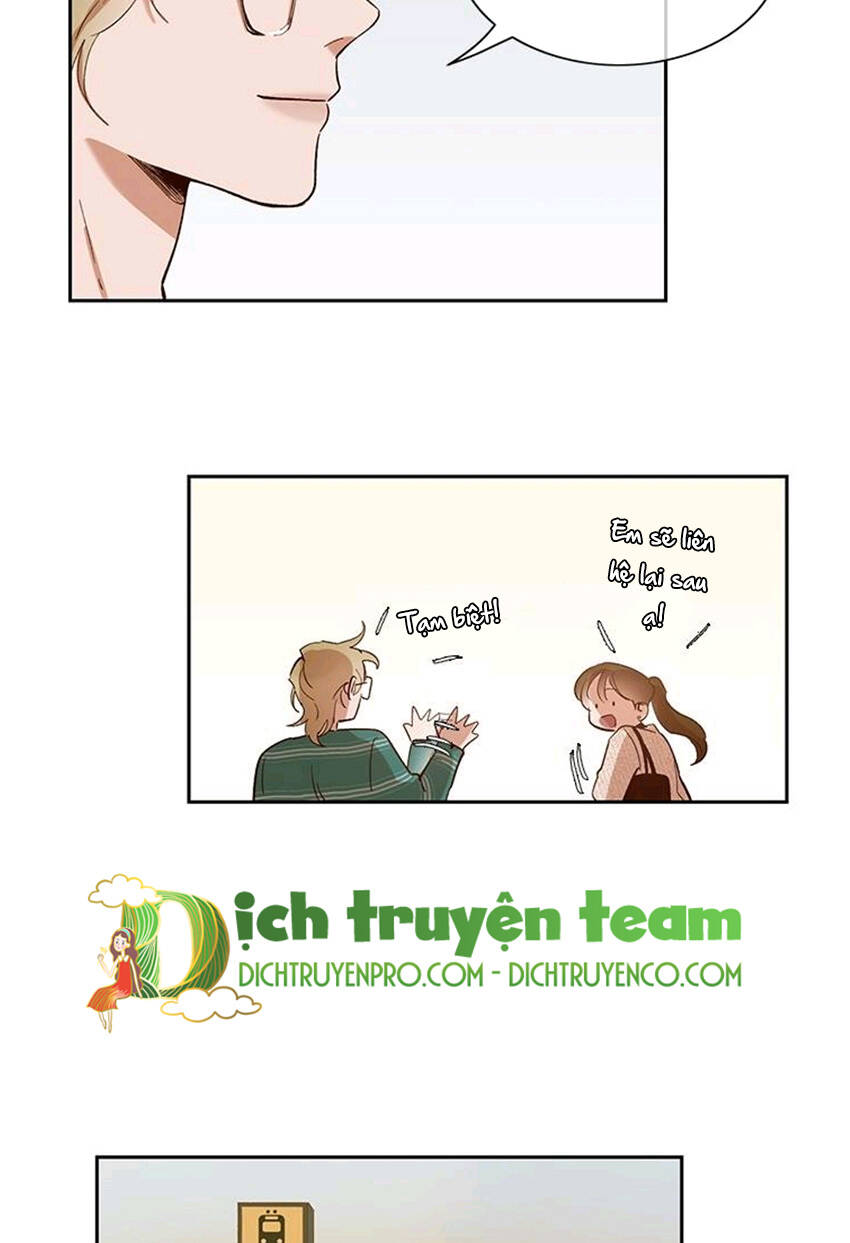 Tạm biệt!
Em sẽ liên
hệ lại sau
ạ!
Dịch truyện team
DICHTRUYENPRO.COM - DICHTRUYENCO.COM